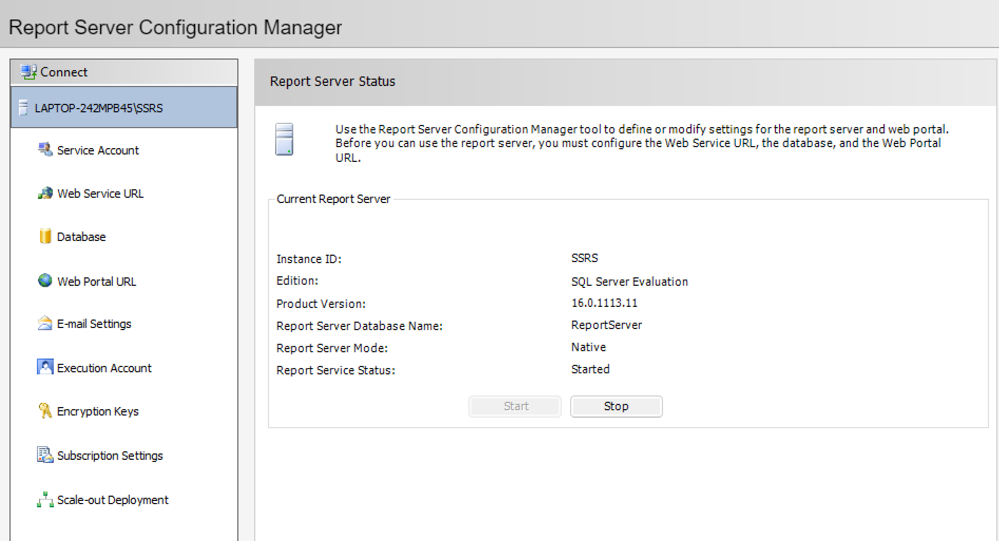 Report Server Configuration Manager
Connect
LAPTOP-242MPB45\SSRS
Service Account
Web Service URL
Database
Web Portal URL
E-mail Settings
Execution Account
Encryption Keys
Subscription Settings
Scale-out Deployment
Report Server Status
Use the Report Server Configuration Manager tool to define or modify settings for the report server and web portal.
Before you can use the report server, you must configure the Web Service URL, the database, and the Web Portal
URL.
Current Report Server
Instance ID: SSRS
Edition: SQL Server Evaluation
Product Version: 16.0.1113.11
Report Server Database Name: ReportServer
Report Server Mode: Native
Report Service Status: Started
Start Stop